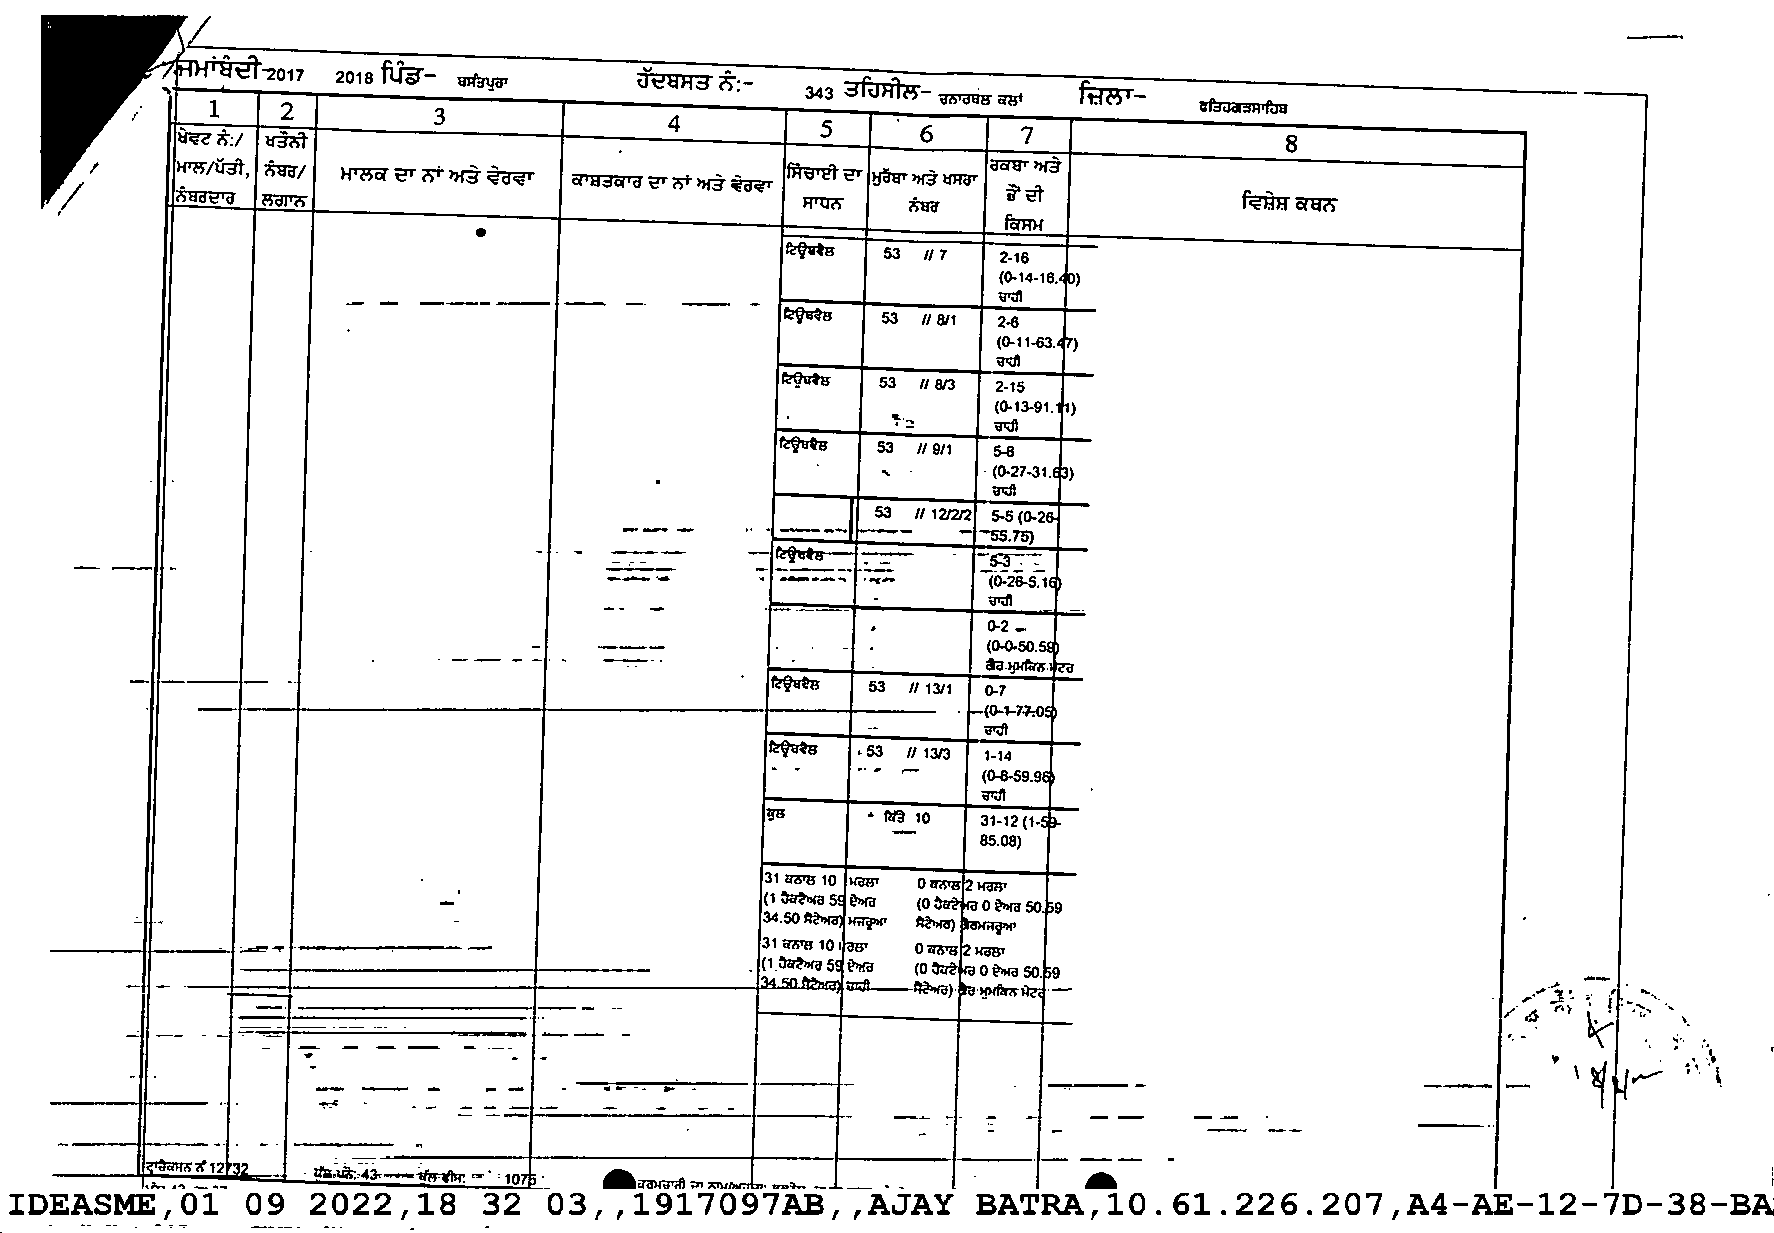 ਜਮਾਂਬੰਦੀ-2017 2018 ਪਿੰਡ- ਬਸੰਤਪੁਰਾ ਹੱਦਬਸਤ ਨੰ:- 343 ਤਹਿਸੀਲ- ਜ਼ਿਲਾ- ਫਤਿਹਗੜਸਾਹਿਬ
1 2 3 4 5 6 7 8
ਖੇਵਟ ਨੰ:/ ਮਾਲ/ਪੱਤੀ, ਨੰਬਰਦਾਰ
ਖਤੌਨੀ ਨੰਬਰ/ ਲਗਾਨ
ਮਾਲਕ ਦਾ ਨਾਂ ਅਤੇ ਵੇਰਵਾ
ਕਾਸ਼ਤਕਾਰ ਦਾ ਨਾਂ ਅਤੇ ਵੇਰਵਾ
ਸਿੰਚਾਈ ਦਾ ਸਾਧਨ
ਮੁਰੱਬਾ ਅਤੇ ਖਸਰਾ ਨੰਬਰ
ਰਕਬਾ ਅਤੇ ਜ਼ੌਂ ਦੀ ਕਿਸਮ
ਵਿਸ਼ੇਸ਼ ਕਥਨ
ਟਿਊਬਵੈਲ 53 // 7 2-16
(0-14-16.40)
ਚਾਹੀ
ਟਿਊਬਵੈਲ 53 // 8/1 2-6
(0-11-63.47)
ਚਾਹੀ
ਟਿਊਬਵੈਲ 53 // 8/3 2-15
(0-13-91.11)
ਚਾਹੀ
ਟਿਊਬਵੈਲ 53 // 9/1 5-8
(0-27-31.63)
ਚਾਹੀ
53 // 12/2/2 5-5 (0-26-
55.75)
ਟਿਊਬਵੈਲ 5-3
(0-26-5.16)
ਚਾਹੀ
0-2
(0-0-50.59)
ਗੈਰ ਮੁਮਕਿਨ ਮੋਟਰ
ਟਿਊਬਵੈਲ 53 // 13/1 0-7
(0-1-77.05)
ਚਾਹੀ
ਟਿਊਬਵੈਲ 53 // 13/3 1-14
(0-8-59.96)
ਚਾਹੀ
ਕੁਲ ਕਿੱਤੇ 10 31-12 (1-59-
85.08)
31 ਕਨਾਲ 10 ਮਰਲਾ 0 ਕਨਾਲ 2 ਮਰਲਾ
(1 ਹੈਕਟੇਅਰ 59 ਏਅਰ (0 ਹੈਕਟੇਅਰ 0 ਏਅਰ 50.59
34.50 ਸੈਂਟੇਅਰ) ਮਜਰੂਆ ਸੈਂਟੇਅਰ) ਗੈਰਮਜਰੂਆ
31 ਕਨਾਲ 10 ਮਰਲਾ 0 ਕਨਾਲ 2 ਮਰਲਾ
(1 ਹੈਕਟੇਅਰ 59 ਏਅਰ (0 ਹੈਕਟੇਅਰ 0 ਏਅਰ 50.59
34.50 ਸੈਂਟੇਅਰ) ਚਾਹੀ ਸੈਂਟੇਅਰ) ਗੈਰ ਮੁਮਕਿਨ ਮੋਟਰ
ਟ੍ਰਾਂਜੈਕਸਨ ਨੰ 12732 ਕੁੱਲ ਪੰਨੇ: 43 ਕੁੱਲ ਫੀਸ: 1075
IDEASME,01 09 2022,18 32 03,,1917097AB,,AJAY BATRA,10.61.226.207,A4-AE-12-7D-38-BA